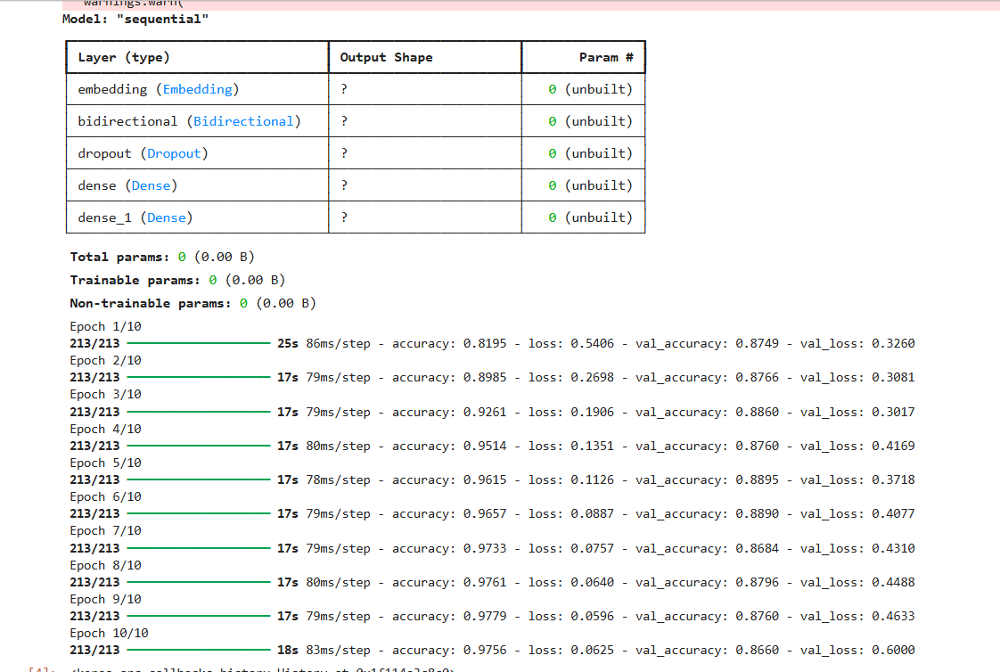 warnings.warn(
Model: "sequential"
Layer (type) Output Shape Param #
embedding (Embedding) ? 0 (unbuilt)
bidirectional (Bidirectional) ? 0 (unbuilt)
dropout (Dropout) ? 0 (unbuilt)
dense (Dense) ? 0 (unbuilt)
dense_1 (Dense) ? 0 (unbuilt)
Total params: 0 (0.00 B)
Trainable params: 0 (0.00 B)
Non-trainable params: 0 (0.00 B)
Epoch 1/10
213/213 25s 86ms/step - accuracy: 0.8195 - loss: 0.5406 - val_accuracy: 0.8749 - val_loss: 0.3260
Epoch 2/10
213/213 17s 79ms/step - accuracy: 0.8985 - loss: 0.2698 - val_accuracy: 0.8766 - val_loss: 0.3081
Epoch 3/10
213/213 17s 79ms/step - accuracy: 0.9261 - loss: 0.1906 - val_accuracy: 0.8860 - val_loss: 0.3017
Epoch 4/10
213/213 17s 80ms/step - accuracy: 0.9514 - loss: 0.1351 - val_accuracy: 0.8760 - val_loss: 0.4169
Epoch 5/10
213/213 17s 78ms/step - accuracy: 0.9615 - loss: 0.1126 - val_accuracy: 0.8895 - val_loss: 0.3718
Epoch 6/10
213/213 17s 79ms/step - accuracy: 0.9657 - loss: 0.0887 - val_accuracy: 0.8890 - val_loss: 0.4077
Epoch 7/10
213/213 17s 79ms/step - accuracy: 0.9733 - loss: 0.0757 - val_accuracy: 0.8684 - val_loss: 0.4310
Epoch 8/10
213/213 17s 80ms/step - accuracy: 0.9761 - loss: 0.0640 - val_accuracy: 0.8796 - val_loss: 0.4488
Epoch 9/10
213/213 17s 79ms/step - accuracy: 0.9779 - loss: 0.0596 - val_accuracy: 0.8760 - val_loss: 0.4633
Epoch 10/10
213/213 18s 83ms/step - accuracy: 0.9756 - loss: 0.0625 - val_accuracy: 0.8660 - val_loss: 0.6000